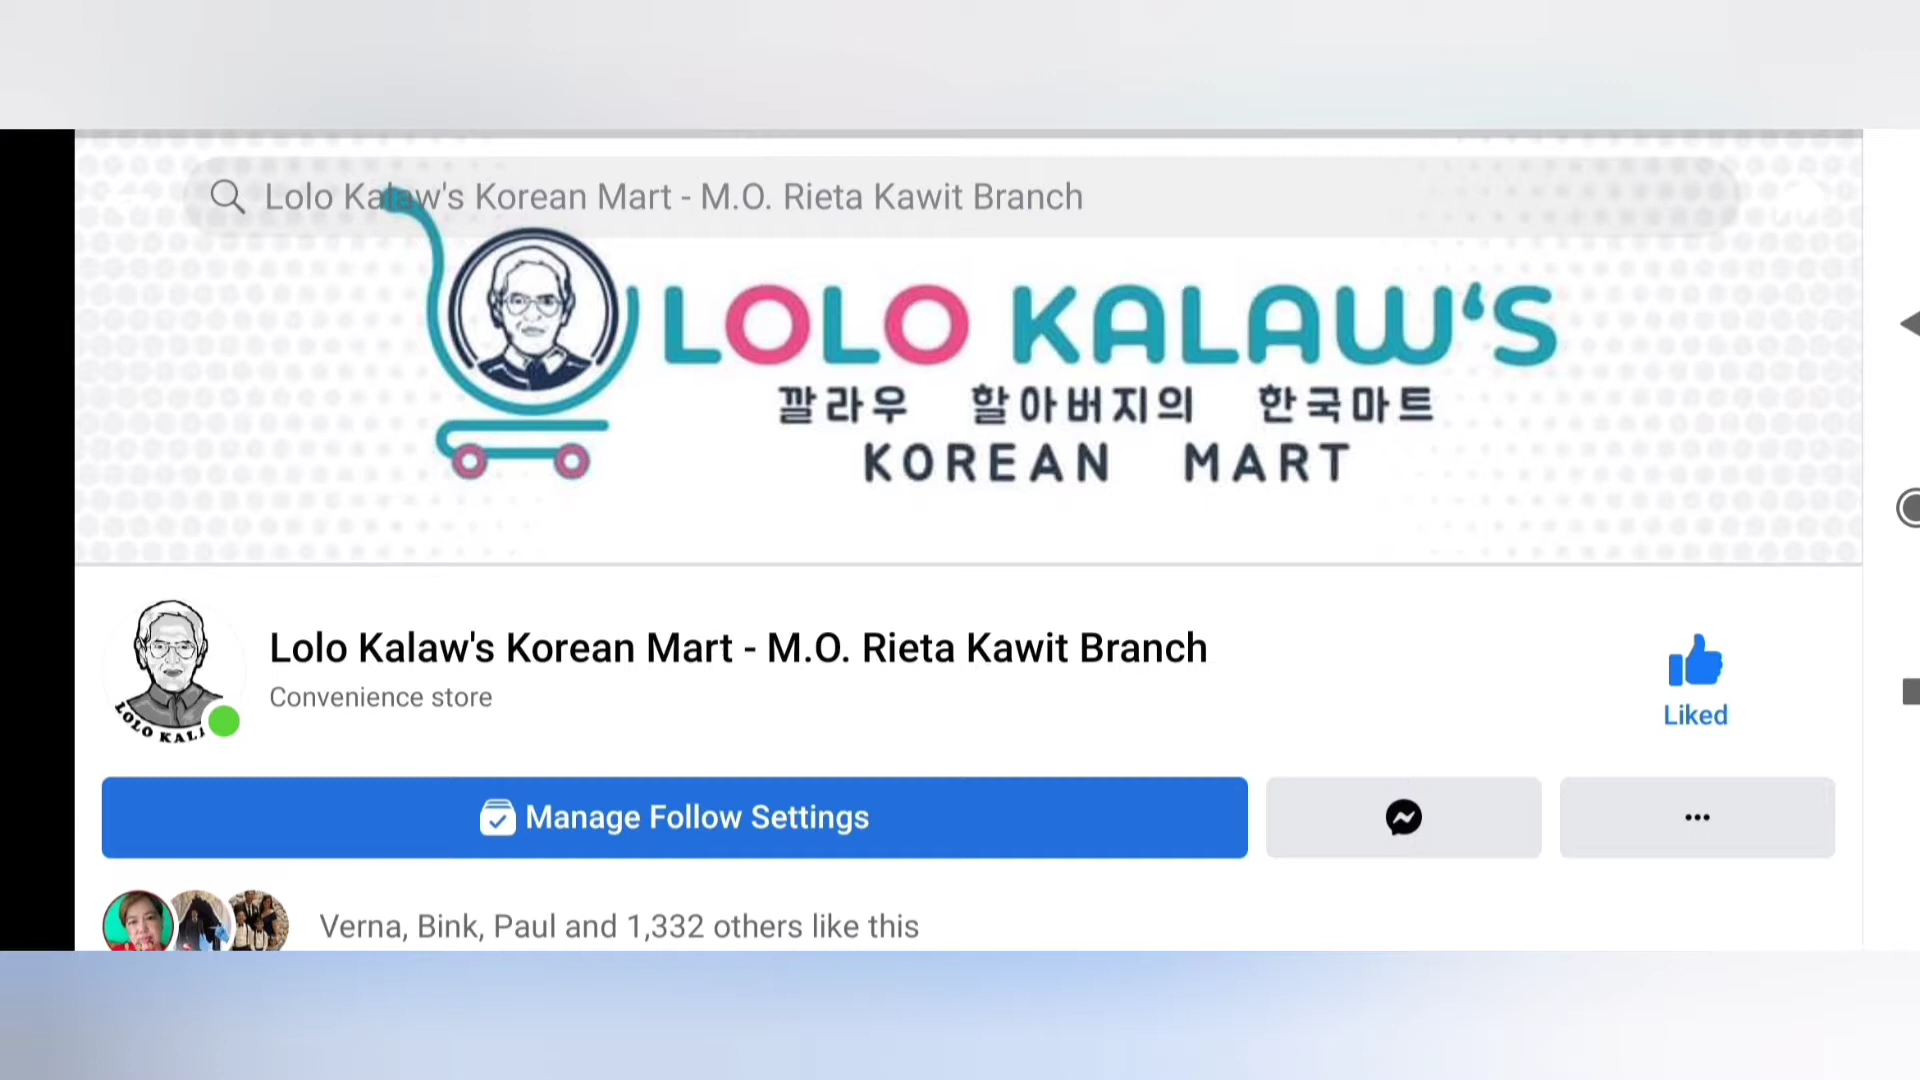 Lolo Kalaw's Korean Mart - M.O. Rieta Kawit Branch
LOLO KALAW'S
깔라우 할아버지의 한국마트
KOREAN MART
Lolo Kalaw's Korean Mart - M.O. Rieta Kawit Branch
Convenience store
LOLO KAL
Liked
Manage Follow Settings
Verna, Bink, Paul and 1,332 others like this